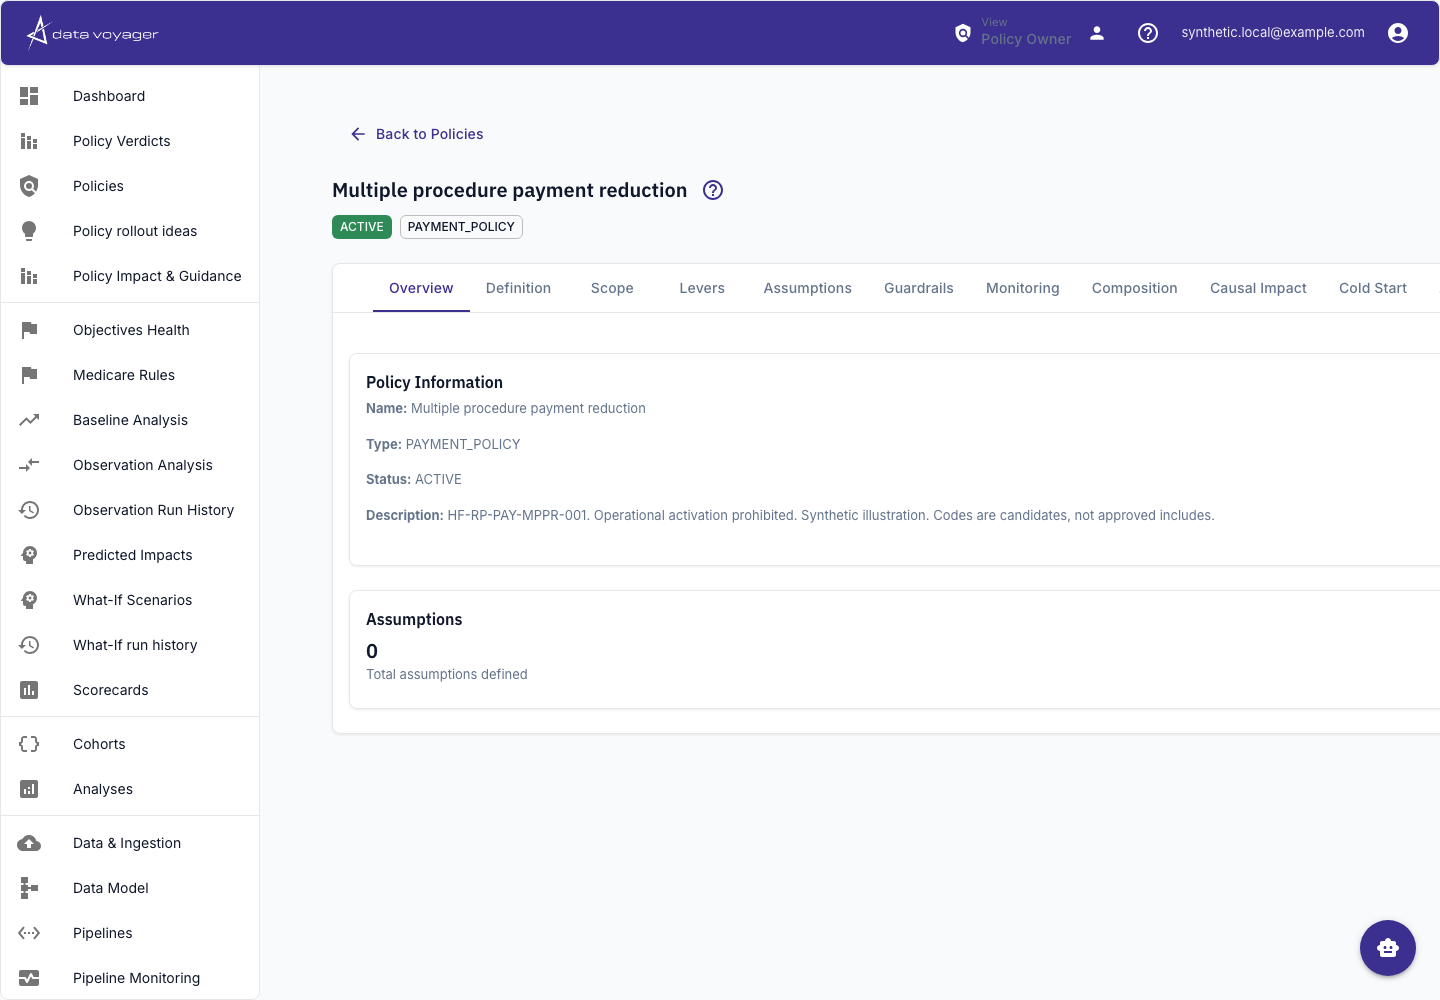 data voyager
View
Policy Owner
synthetic.local@example.com
Dashboard
Policy Verdicts
Policies
Policy rollout ideas
Policy Impact & Guidance
Objectives Health
Medicare Rules
Baseline Analysis
Observation Analysis
Observation Run History
Predicted Impacts
What-If Scenarios
What-If run history
Scorecards
Cohorts
Analyses
Data & Ingestion
Data Model
Pipelines
Pipeline Monitoring
Back to Policies
Multiple procedure payment reduction
ACTIVE PAYMENT_POLICY
Overview Definition Scope Levers Assumptions Guardrails Monitoring Composition Causal Impact Cold Start
Policy Information
Name: Multiple procedure payment reduction
Type: PAYMENT_POLICY
Status: ACTIVE
Description: HF-RP-PAY-MPPR-001. Operational activation prohibited. Synthetic illustration. Codes are candidates, not approved includes.
Assumptions
0
Total assumptions defined